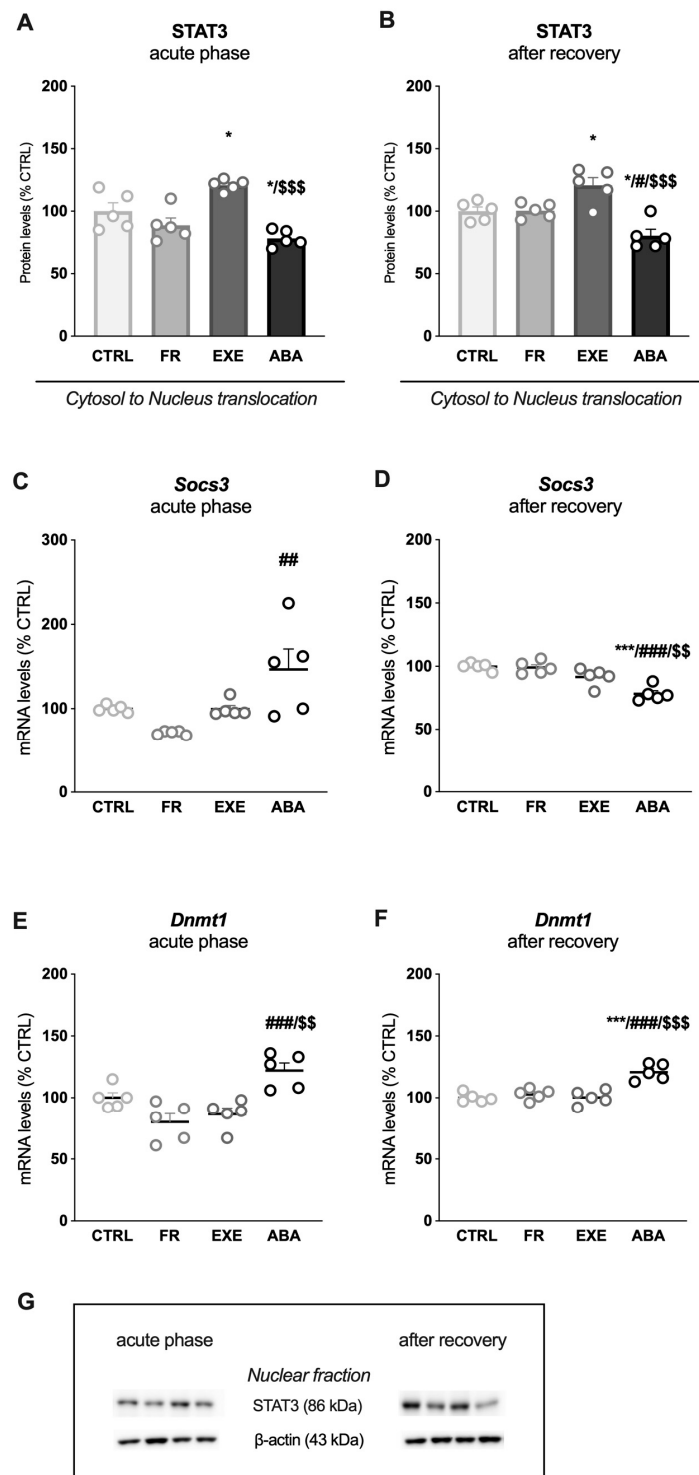 A
STAT3
acute phase
Protein levels (% CTRL)
200
150
100
50
0
*
*/$$$
CTRL FR EXE ABA
Cytosol to Nucleus translocation
B
STAT3
after recovery
Protein levels (% CTRL)
200
150
100
50
0
*
*/#/$$$
CTRL FR EXE ABA
Cytosol to Nucleus translocation
C
Socs3
acute phase
mRNA levels (% CTRL)
300
200
100
0
##
CTRL FR EXE ABA
D
Socs3
after recovery
mRNA levels (% CTRL)
200
150
100
50
0
***/###/$$
CTRL FR EXE ABA
E
Dnmt1
acute phase
mRNA levels (% CTRL)
200
150
100
50
0
###/$$
CTRL FR EXE ABA
F
Dnmt1
after recovery
mRNA levels (% CTRL)
200
150
100
50
0
***/###/$$$
CTRL FR EXE ABA
G
acute phase
after recovery
Nuclear fraction
STAT3 (86 kDa)
β-actin (43 kDa)